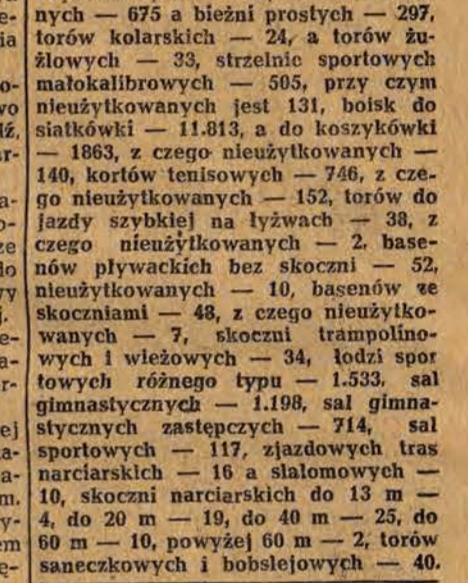 nych — 675 a bieżni prostych — 297,
torów kolarskich — 24, a torów żu-
żlowych — 33, strzelnic sportowych
małokalibrowych — 505, przy czym
nieużytkowanych jest 131, boisk do
siatkówki — 11.813, a do koszykówki
— 1863, z czego nieużytkowanych —
140, kortów tenisowych — 746, z cze-
go nieużytkowanych — 152, torów do
jazdy szybkiej na łyżwach — 38, z
czego nieużytkowanych — 2, base-
nów pływackich bez skoczni — 52,
nieużytkowanych — 10, basenów ze
skoczniami — 48, z czego nieużytko-
wanych — 7, skoczni trampolino-
wych i wieżowych — 34, łodzi spor
towych różnego typu — 1.533, sal
gimnastycznych — 1.198, sal gimna-
stycznych zastępczych — 714, sal
sportowych — 117, zjazdowych tras
narciarskich — 16 a slalomowych —
10, skoczni narciarskich do 13 m —
4, do 20 m — 19, do 40 m — 25, do
60 m — 10, powyżej 60 m — 2, torów
saneczkowych i bobslejowych — 40.